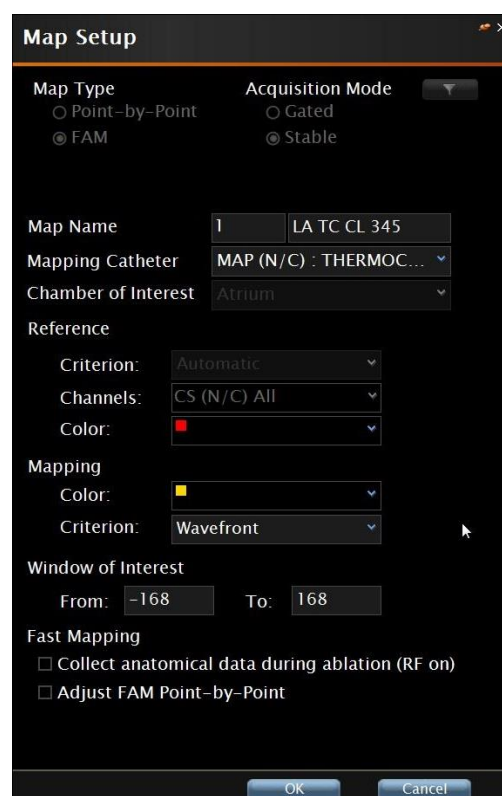 Map Setup
Map Type Acquisition Mode
Point-by-Point Gated
FAM Stable
Map Name 1 LA TC CL 345
Mapping Catheter MAP (N/C) : THERMOC...
Chamber of Interest Atrium
Reference
Criterion: Automatic
Channels: CS (N/C) All
Color:
Mapping
Color:
Criterion: Wavefront
Window of Interest
From: -168 To: 168
Fast Mapping
Collect anatomical data during ablation (RF on)
Adjust FAM Point-by-Point
OK Cancel